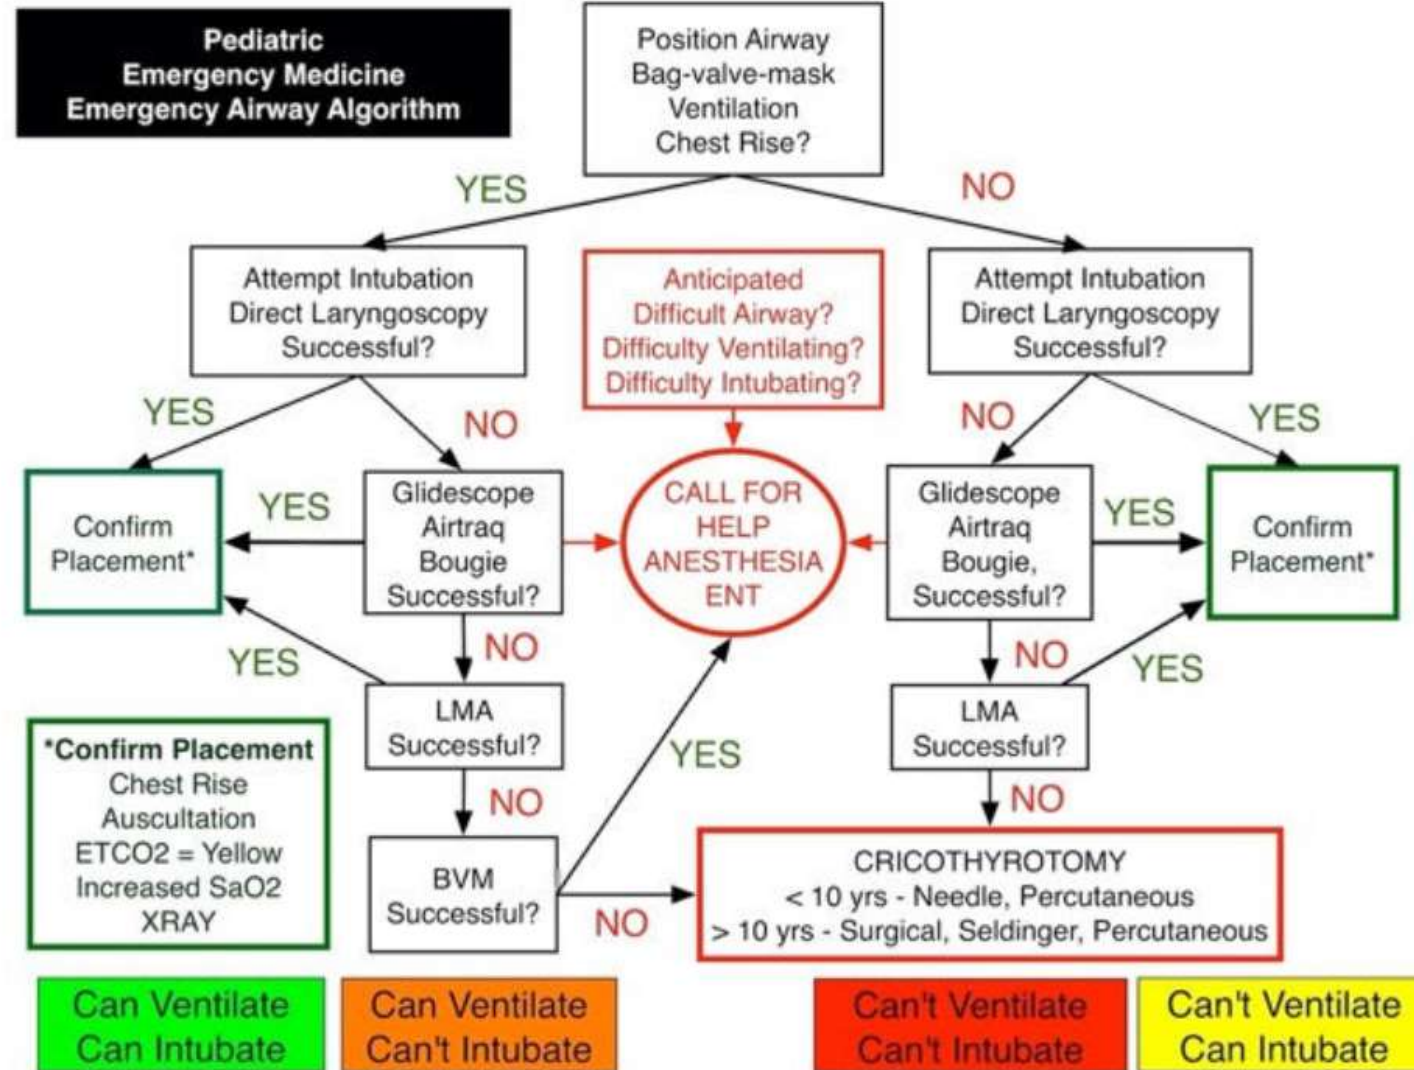 Pediatric
Emergency Medicine
Emergency Airway Algorithm
Position Airway
Bag-valve-mask
Ventilation
Chest Rise?
YES
NO
Attempt Intubation
Direct Laryngoscopy
Successful?
Anticipated
Difficult Airway?
Difficulty Ventilating?
Difficulty Intubating?
Attempt Intubation
Direct Laryngoscopy
Successful?
YES
NO
NO
YES
Confirm
Placement*
YES
Glidescope
Airtraq
Bougie
Successful?
CALL FOR
HELP
ANESTHESIA
ENT
Glidescope
Airtraq
Bougie,
Successful?
YES
Confirm
Placement*
YES
NO
NO
YES
LMA
Successful?
YES
LMA
Successful?
*Confirm Placement
Chest Rise
Auscultation
ETCO2 = Yellow
Increased SaO2
XRAY
NO
NO
BVM
Successful?
NO
CRICOTHYROTOMY
< 10 yrs - Needle, Percutaneous
> 10 yrs - Surgical, Seldinger, Percutaneous
Can Ventilate
Can Intubate
Can Ventilate
Can't Intubate
Can't Ventilate
Can't Intubate
Can't Ventilate
Can Intubate